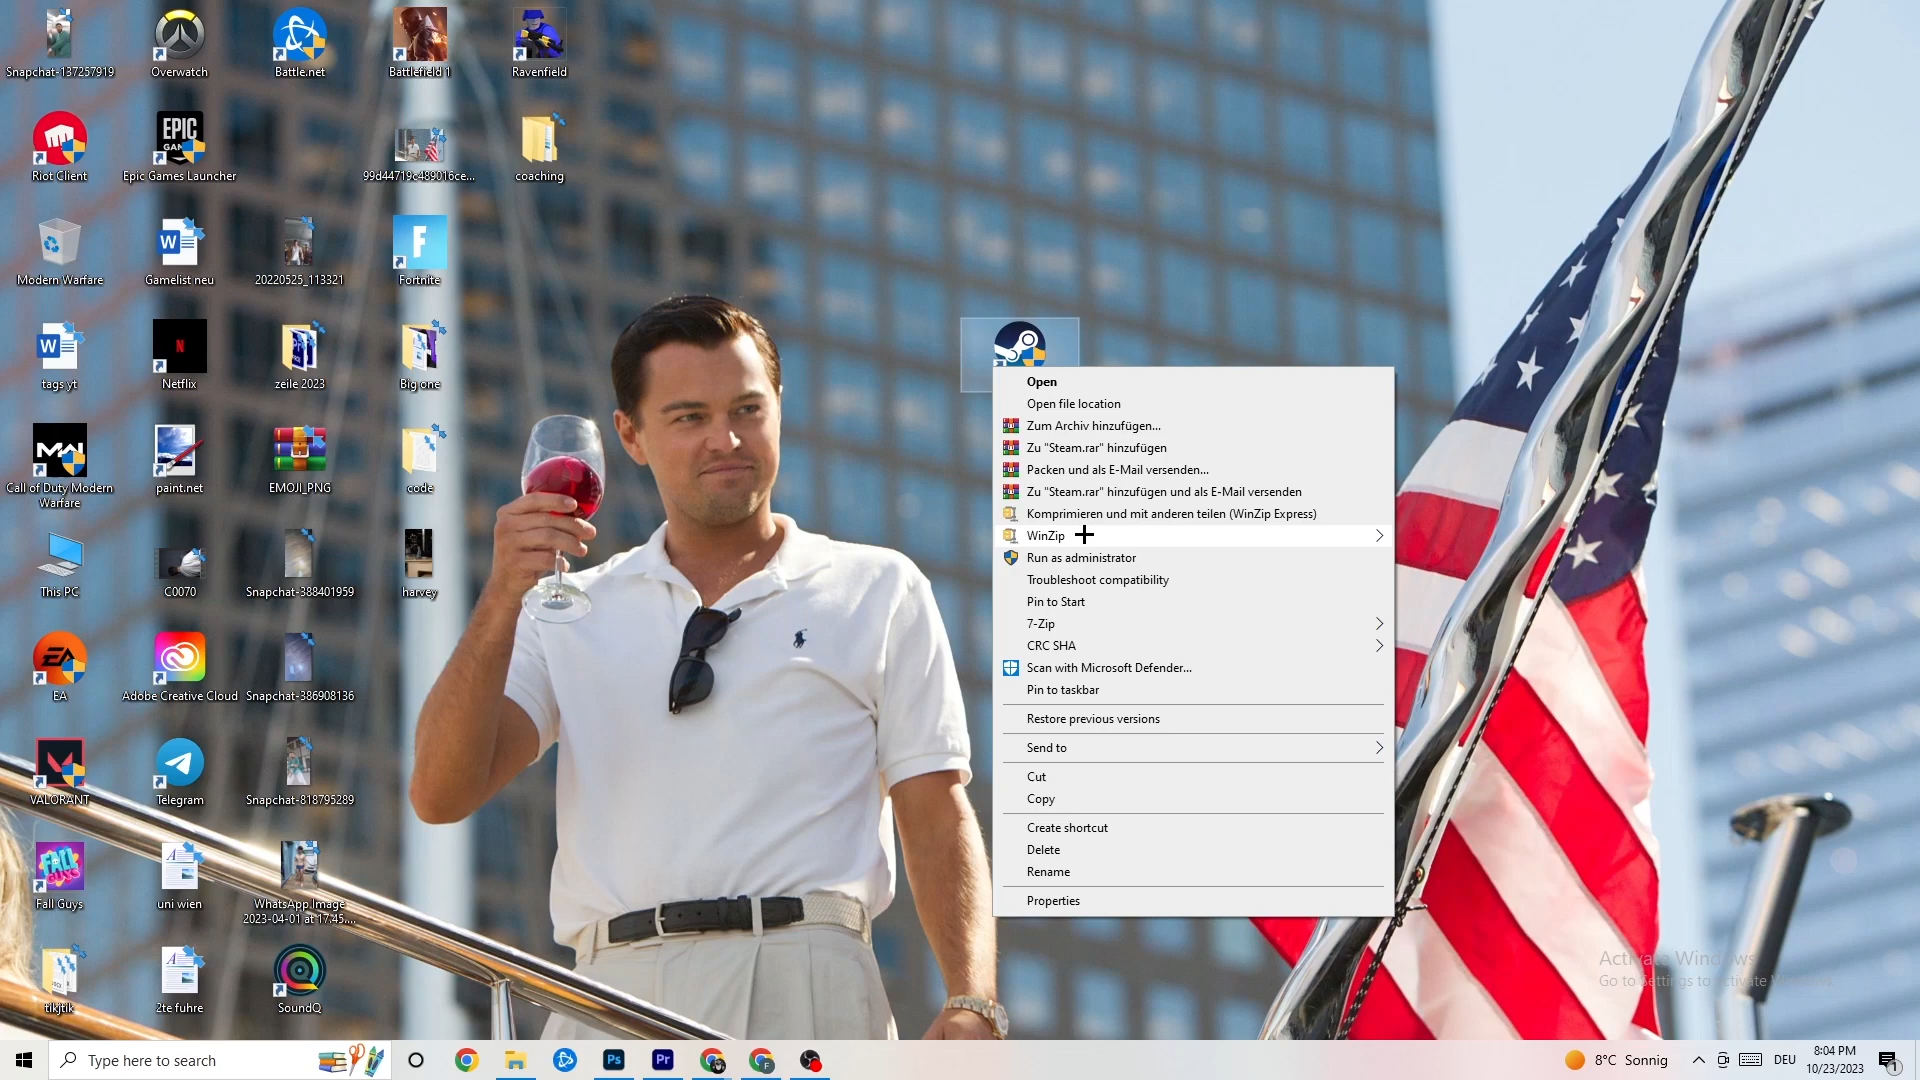 Snapchat-137257919
Overwatch
Battle.net
Battlefield 1
Ravenfield
Riot Client
EPIC
Epic Games Launcher
99d44719c489016ce...
coaching
Modern Warfare
Gamelist neu
20220525_113321
Fortnite
tags yt
Netflix
zeile 2023
Big one
Call of Duty Modern
Warfare
paint.net
EMOJI_PNG
code
This PC
C0070
Snapchat-388401959
harvey
EA
Adobe Creative Cloud
Snapchat-386908136
VALORANT
Telegram
Snapchat-818795289
FALL
GUYS
Fall Guys
uni wien
WhatsApp Image
2023-04-01 at 17.45....
tikjtik
2te fuhre
SoundQ
Open
Open file location
Zum Archiv hinzufügen...
Zu "Steam.rar" hinzufügen
Packen und als E-Mail versenden...
Zu "Steam.rar" hinzufügen und als E-Mail versenden
Komprimieren und mit anderen teilen (WinZip Express)
WinZip
Run as administrator
Troubleshoot compatibility
Pin to Start
7-Zip
CRC SHA
Scan with Microsoft Defender...
Pin to taskbar
Restore previous versions
Send to
Cut
Copy
Create shortcut
Delete
Rename
Properties
Activate Windows
Go to Settings to activate Windows.
Type here to search
Ps
Pr
F
8°C Sonnig
DEU
8:04 PM
10/23/2023
1